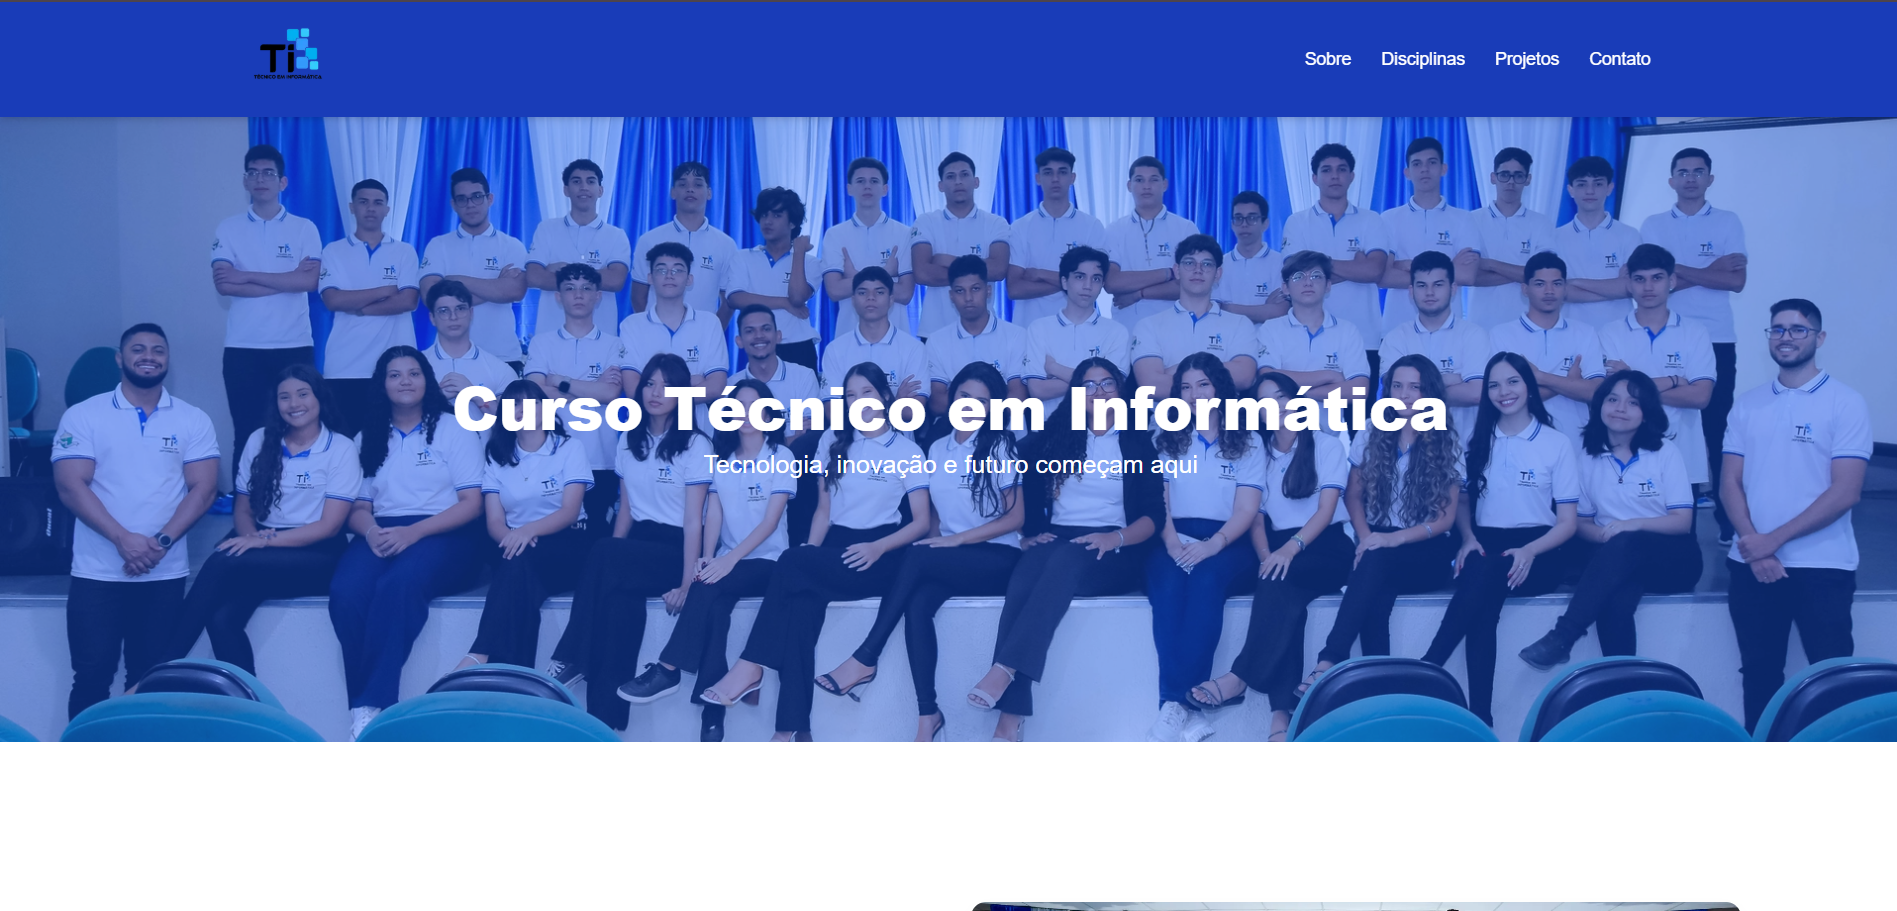 Ti
TÉCNICO EM INFORMÁTICA
Sobre Disciplinas Projetos Contato
Curso Técnico em Informática
Tecnologia, inovação e futuro começam aqui